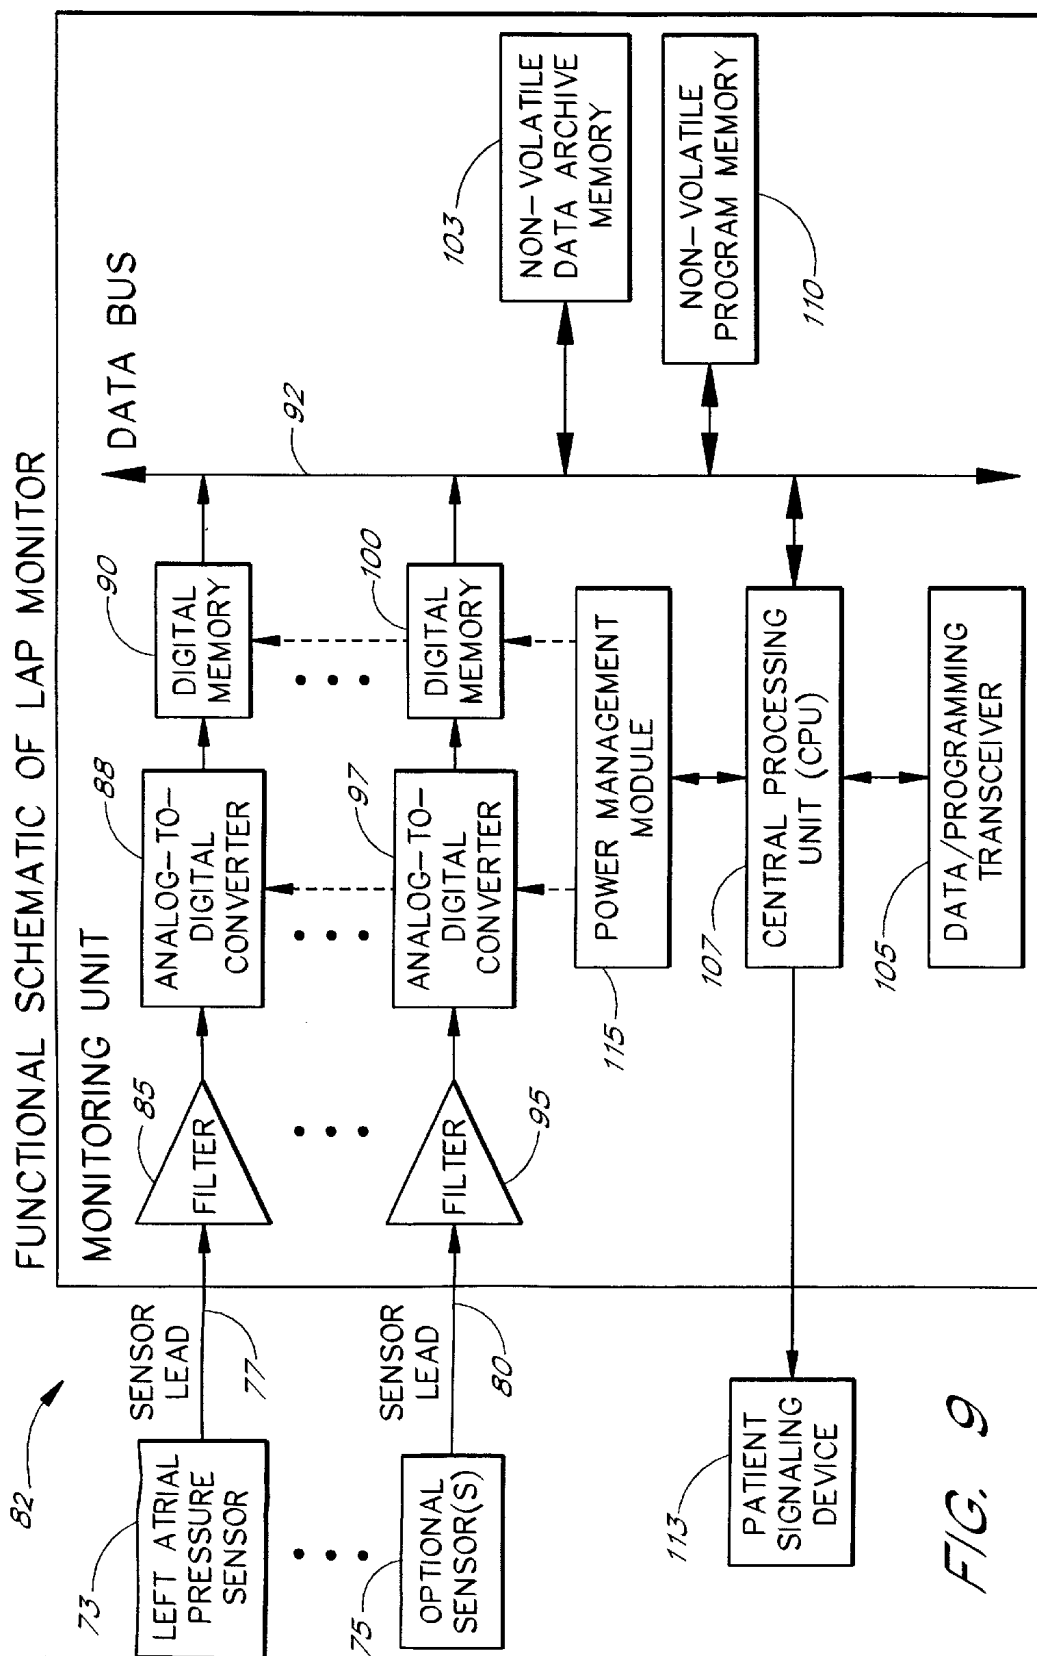 FUNCTIONAL SCHEMATIC OF LAP MONITOR
82
MONITORING UNIT
DATA BUS
73
LEFT ATRIAL
PRESSURE
SENSOR
SENSOR
LEAD
77
85
FILTER
88
ANALOG-TO-
DIGITAL
CONVERTER
90
DIGITAL
MEMORY
92
75
OPTIONAL
SENSOR(S)
SENSOR
LEAD
80
FILTER
95
97
ANALOG-TO-
DIGITAL
CONVERTER
100
DIGITAL
MEMORY
103
NON-VOLATILE
DATA ARCHIVE
MEMORY
115
POWER MANAGEMENT
MODULE
NON-VOLATILE
PROGRAM MEMORY
110
113
PATIENT
SIGNALING
DEVICE
107
CENTRAL PROCESSING
UNIT (CPU)
105
DATA/PROGRAMMING
TRANSCEIVER
FIG. 9